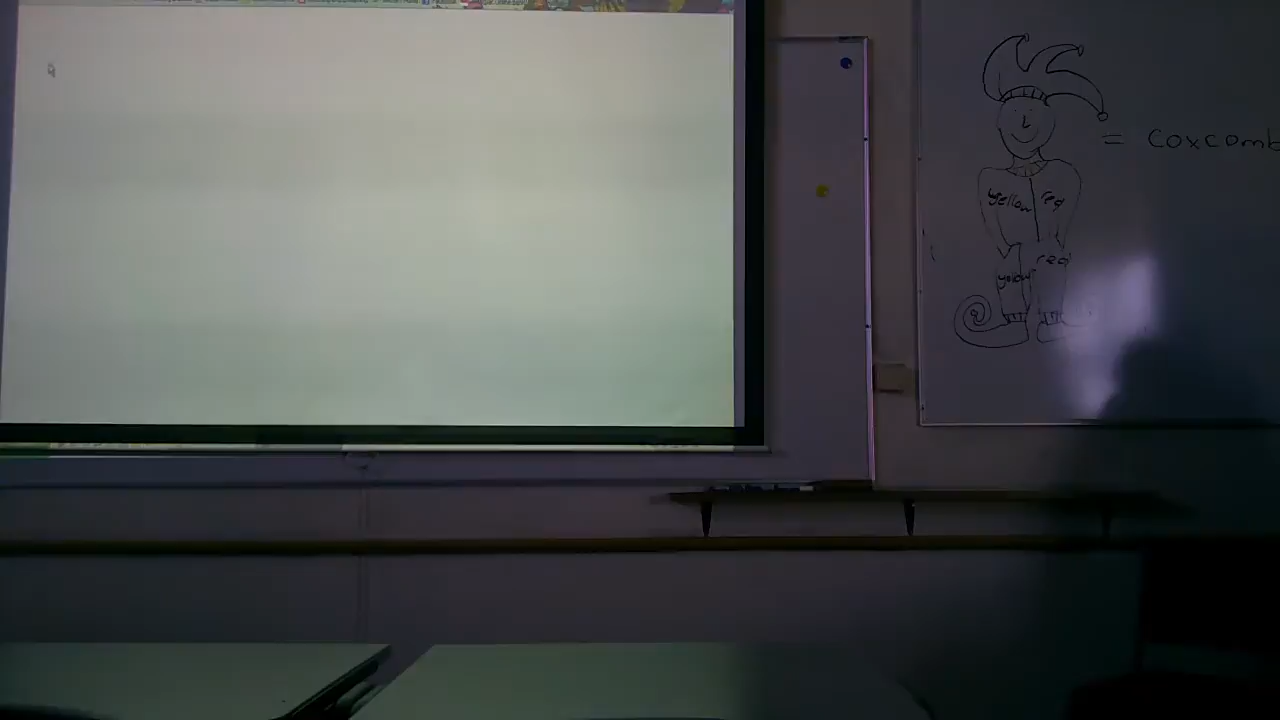 = coxcomb
yellow red
red
yellow